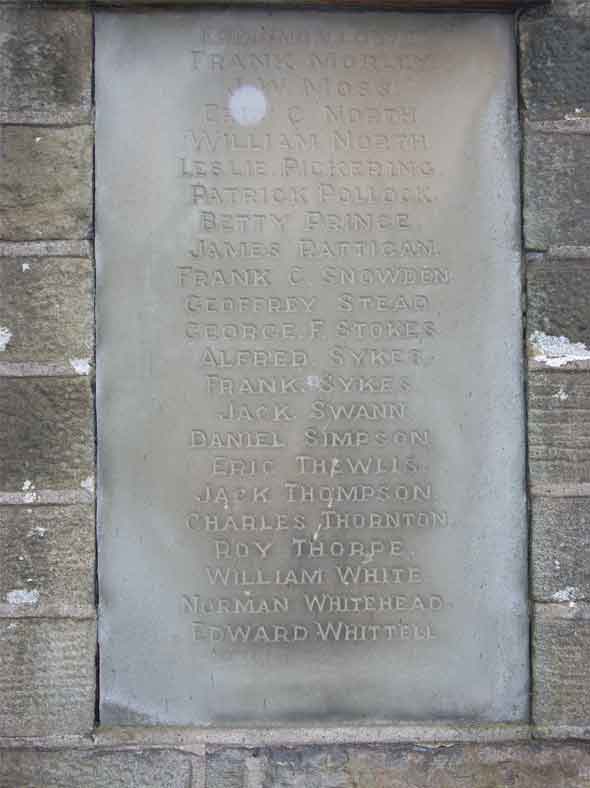 FRANK MORLEY.
J.W. MOSS.
C. NORTH
WILLIAM NORTH
LESLIE. PICKERING.
PATRICK POLLOCK.
BETTY PRINCE.
JAMES RATTIGAN.
FRANK C. SNOWDEN
GEOFFREY STEAD.
GEORGE. F. STOKES.
ALFRED. SYKES.
FRANK. SYKES.
JACK. SWANN.
DANIEL SIMPSON.
ERIC THEWLIS.
JACK THOMPSON.
CHARLES THORNTON.
ROY THORPE.
WILLIAM WHITE.
NORMAN WHITEHEAD.
EDWARD WHITTELL